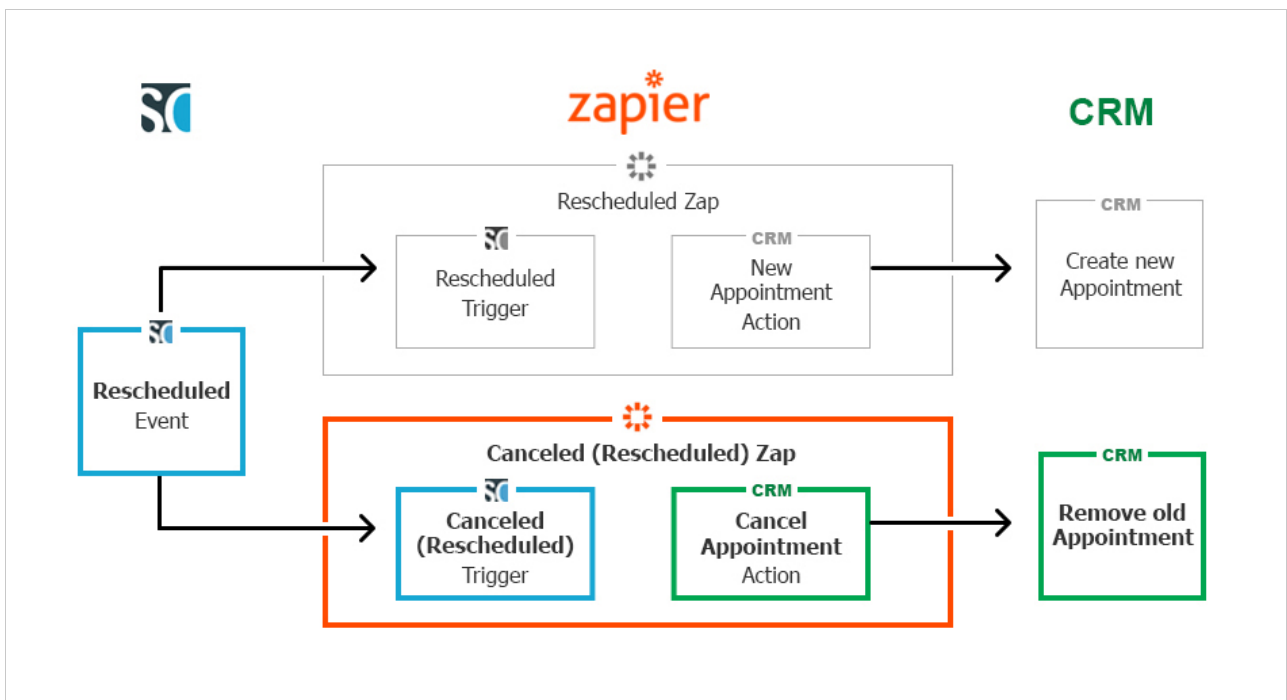 SC
zapier
CRM
Rescheduled Zap
SC
Rescheduled
Trigger
CRM
New
Appointment
Action
CRM
Create new
Appointment
SC
Rescheduled
Event
Canceled (Rescheduled) Zap
SC
Canceled
(Rescheduled)
Trigger
CRM
Cancel
Appointment
Action
CRM
Remove old
Appointment